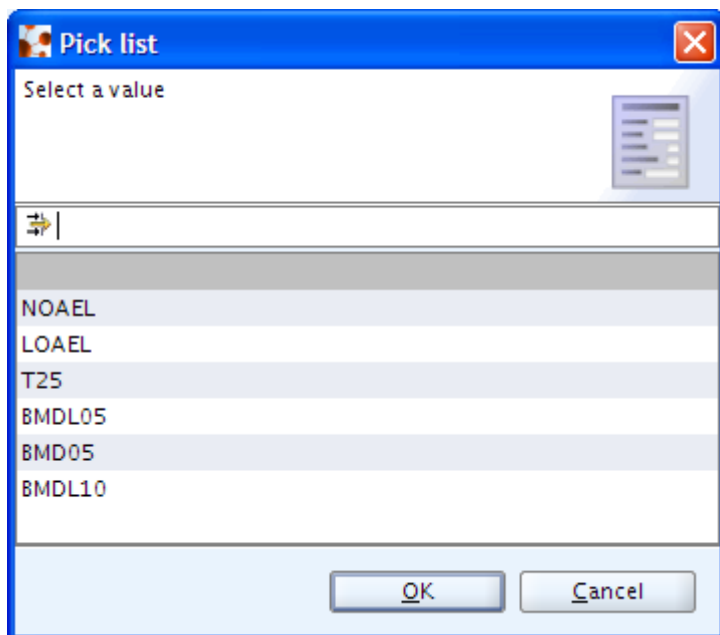 Pick list
Select a value
NOAEL
LOAEL
T25
BMDL05
BMD05
BMDL10
OK
Cancel